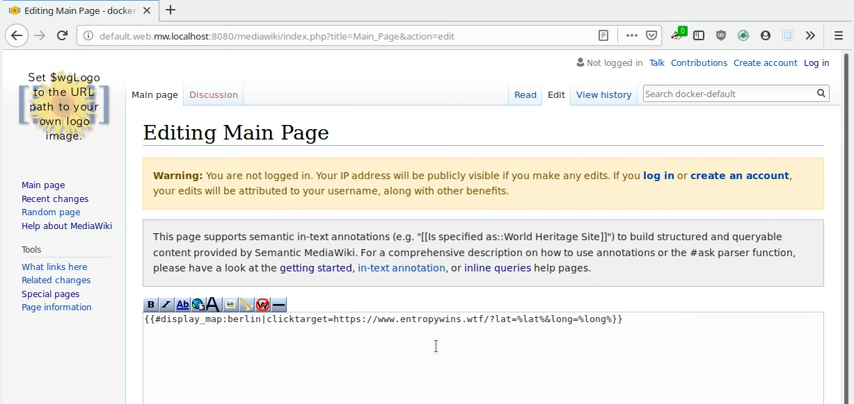 Editing Main Page - docker-
default.web.mw.localhost:8080/mediawiki/index.php?title=Main_Page&action=edit
0
Not logged in Talk Contributions Create account Log in
Set $wgLogo
to the URL
path to your
own logo
image.
Main page Discussion Read Edit View history Search docker-default
Editing Main Page
Warning: You are not logged in. Your IP address will be publicly visible if you make any edits. If you log in or create an account,
your edits will be attributed to your username, along with other benefits.
Main page
Recent changes
Random page
Help about MediaWiki
Tools
What links here
Related changes
Special pages
Page information
This page supports semantic in-text annotations (e.g. "[[Is specified as::World Heritage Site]]") to build structured and queryable
content provided by Semantic MediaWiki. For a comprehensive description on how to use annotations or the #ask parser function,
please have a look at the getting started, in-text annotation, or inline queries help pages.
B I Ab A W
{{#display_map:berlin|clicktarget=https://www.entropywins.wtf/?lat=%lat%&long=%long%}}